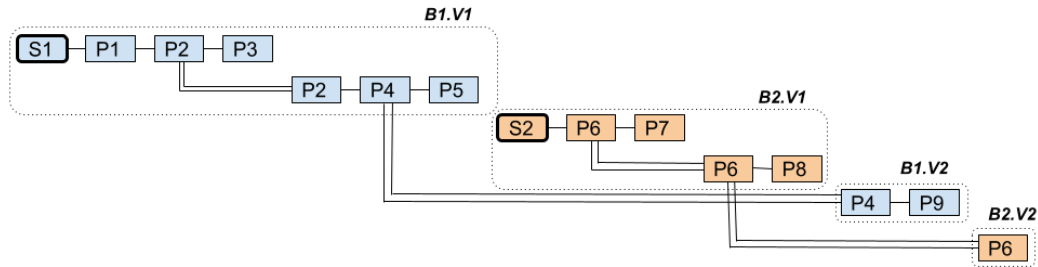 B1.V1
S1 P1 P2 P3
P2 P4 P5
B2.V1
S2 P6 P7
P6 P8
B1.V2
P4 P9
B2.V2
P6